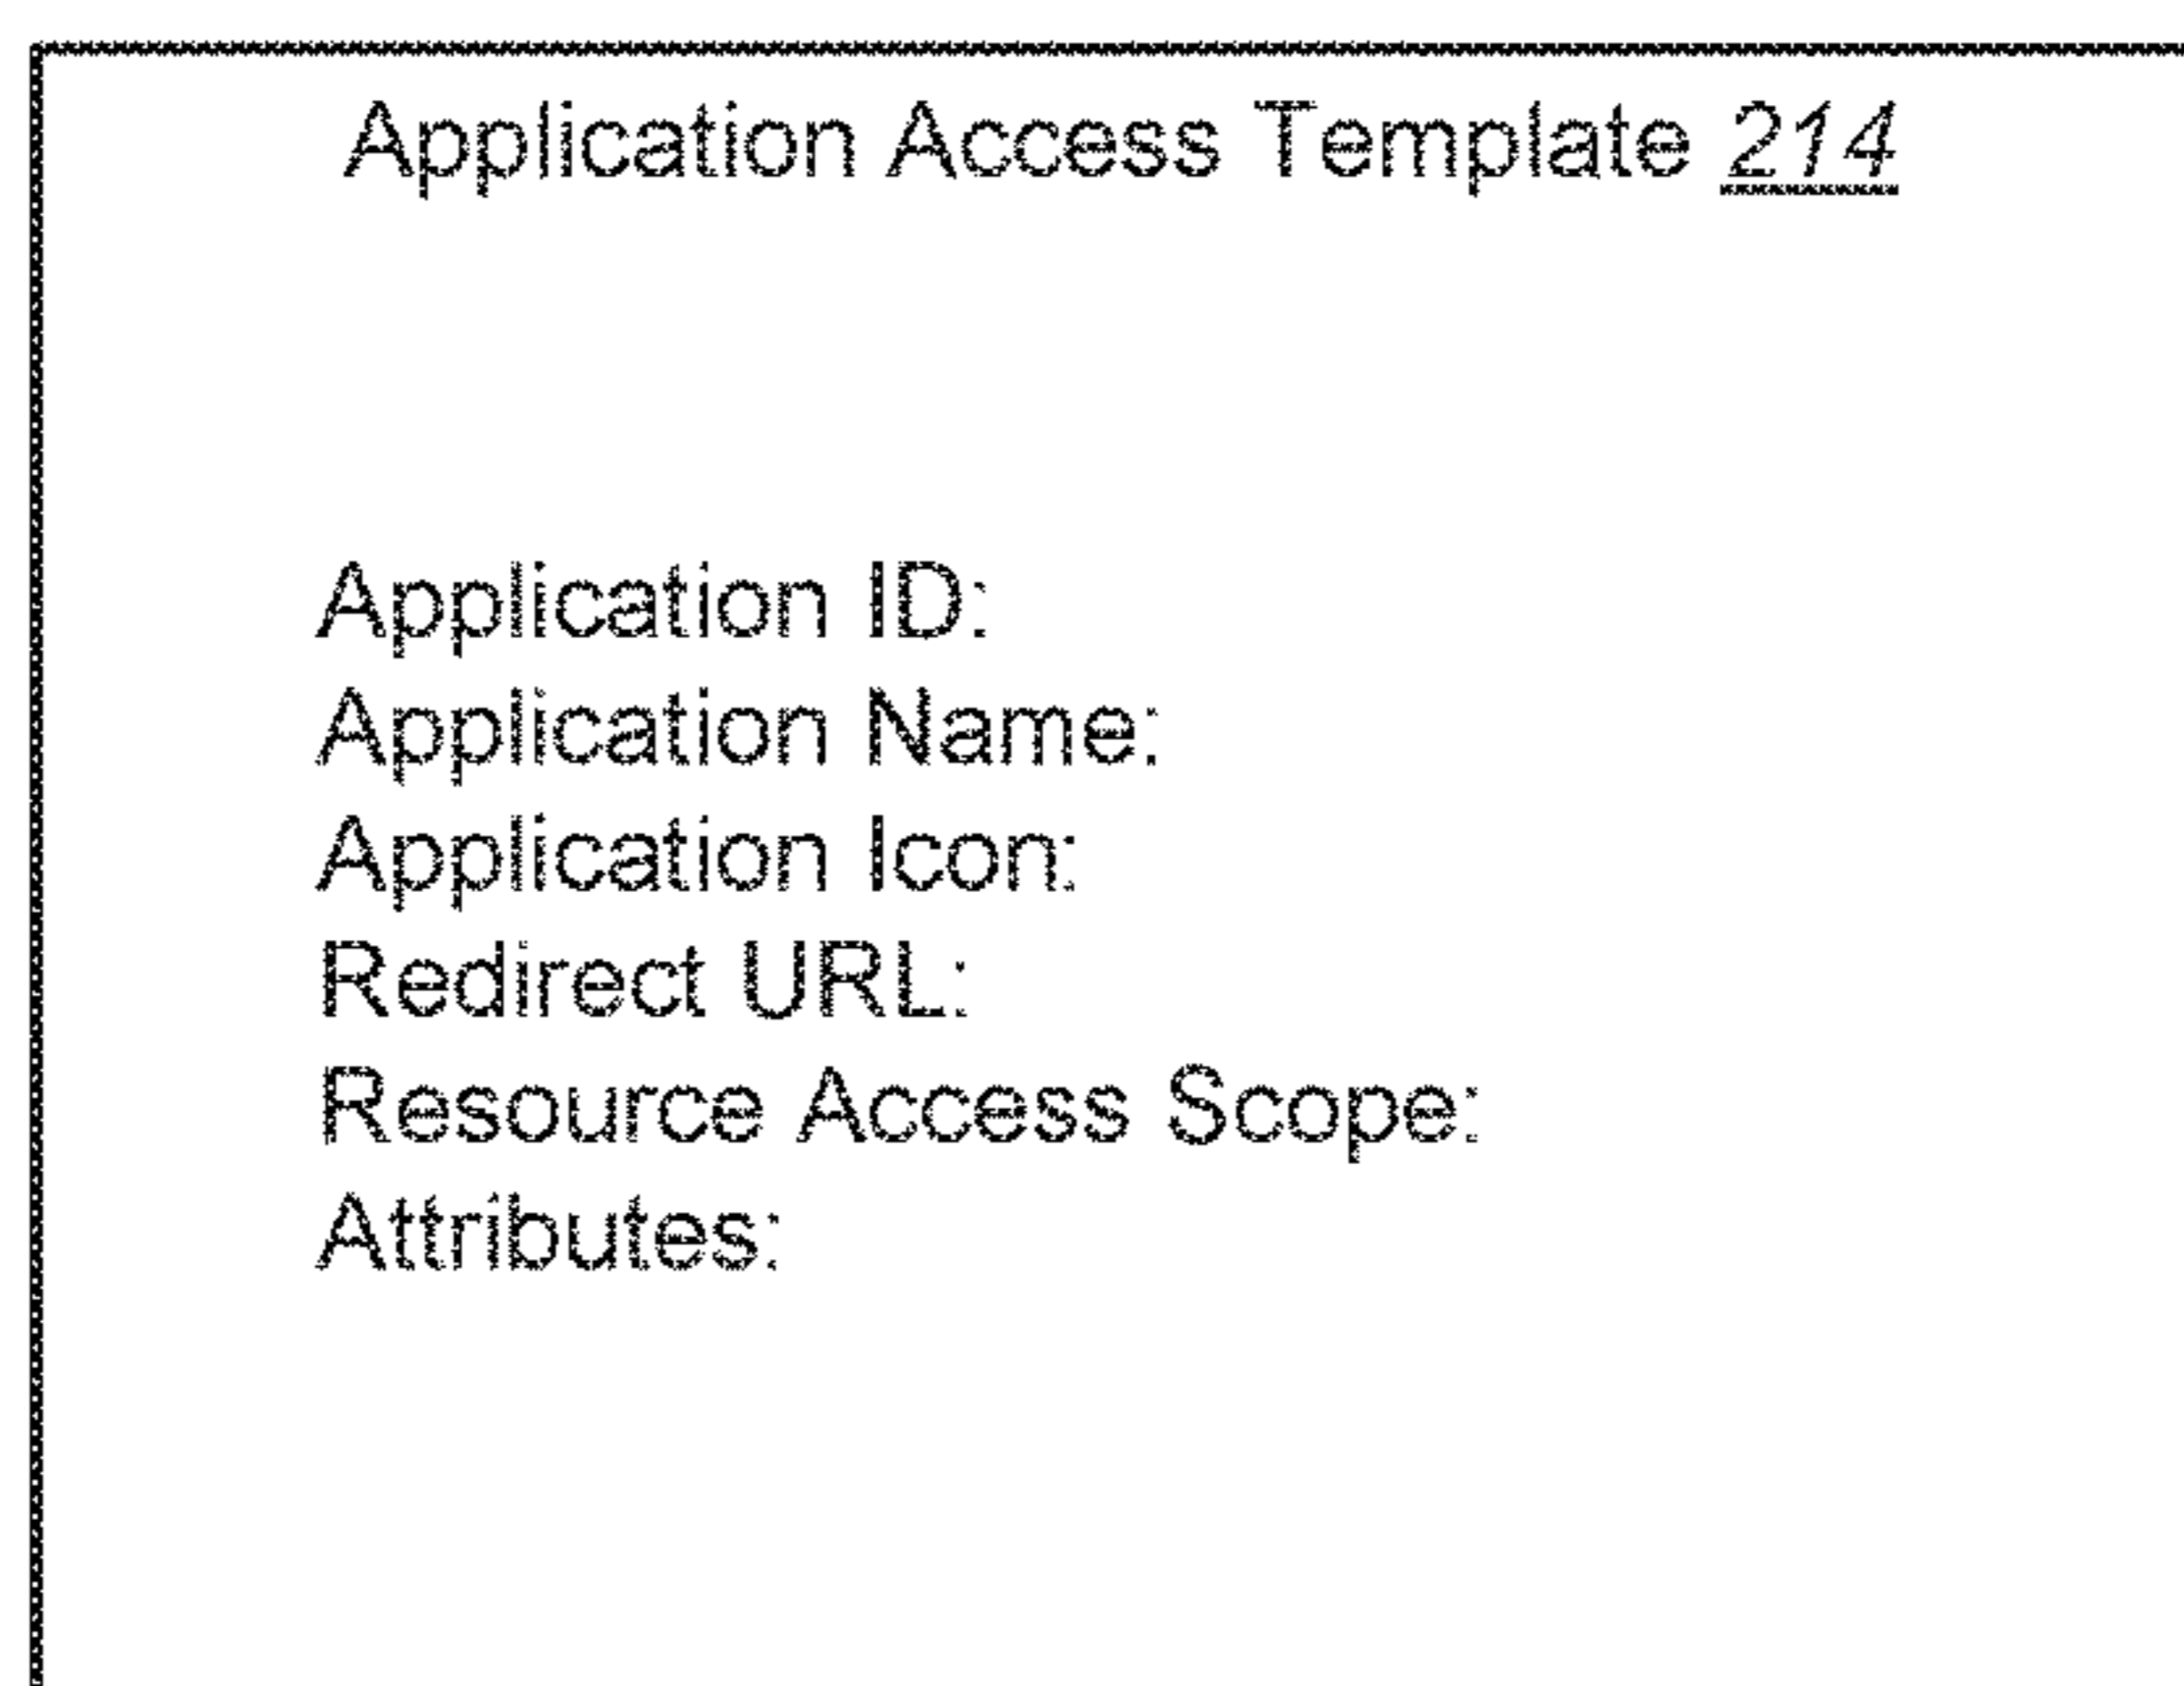 Application Access Template 214
Application ID:
Application Name:
Application Icon:
Redirect URL:
Resource Access Scope:
Attributes: